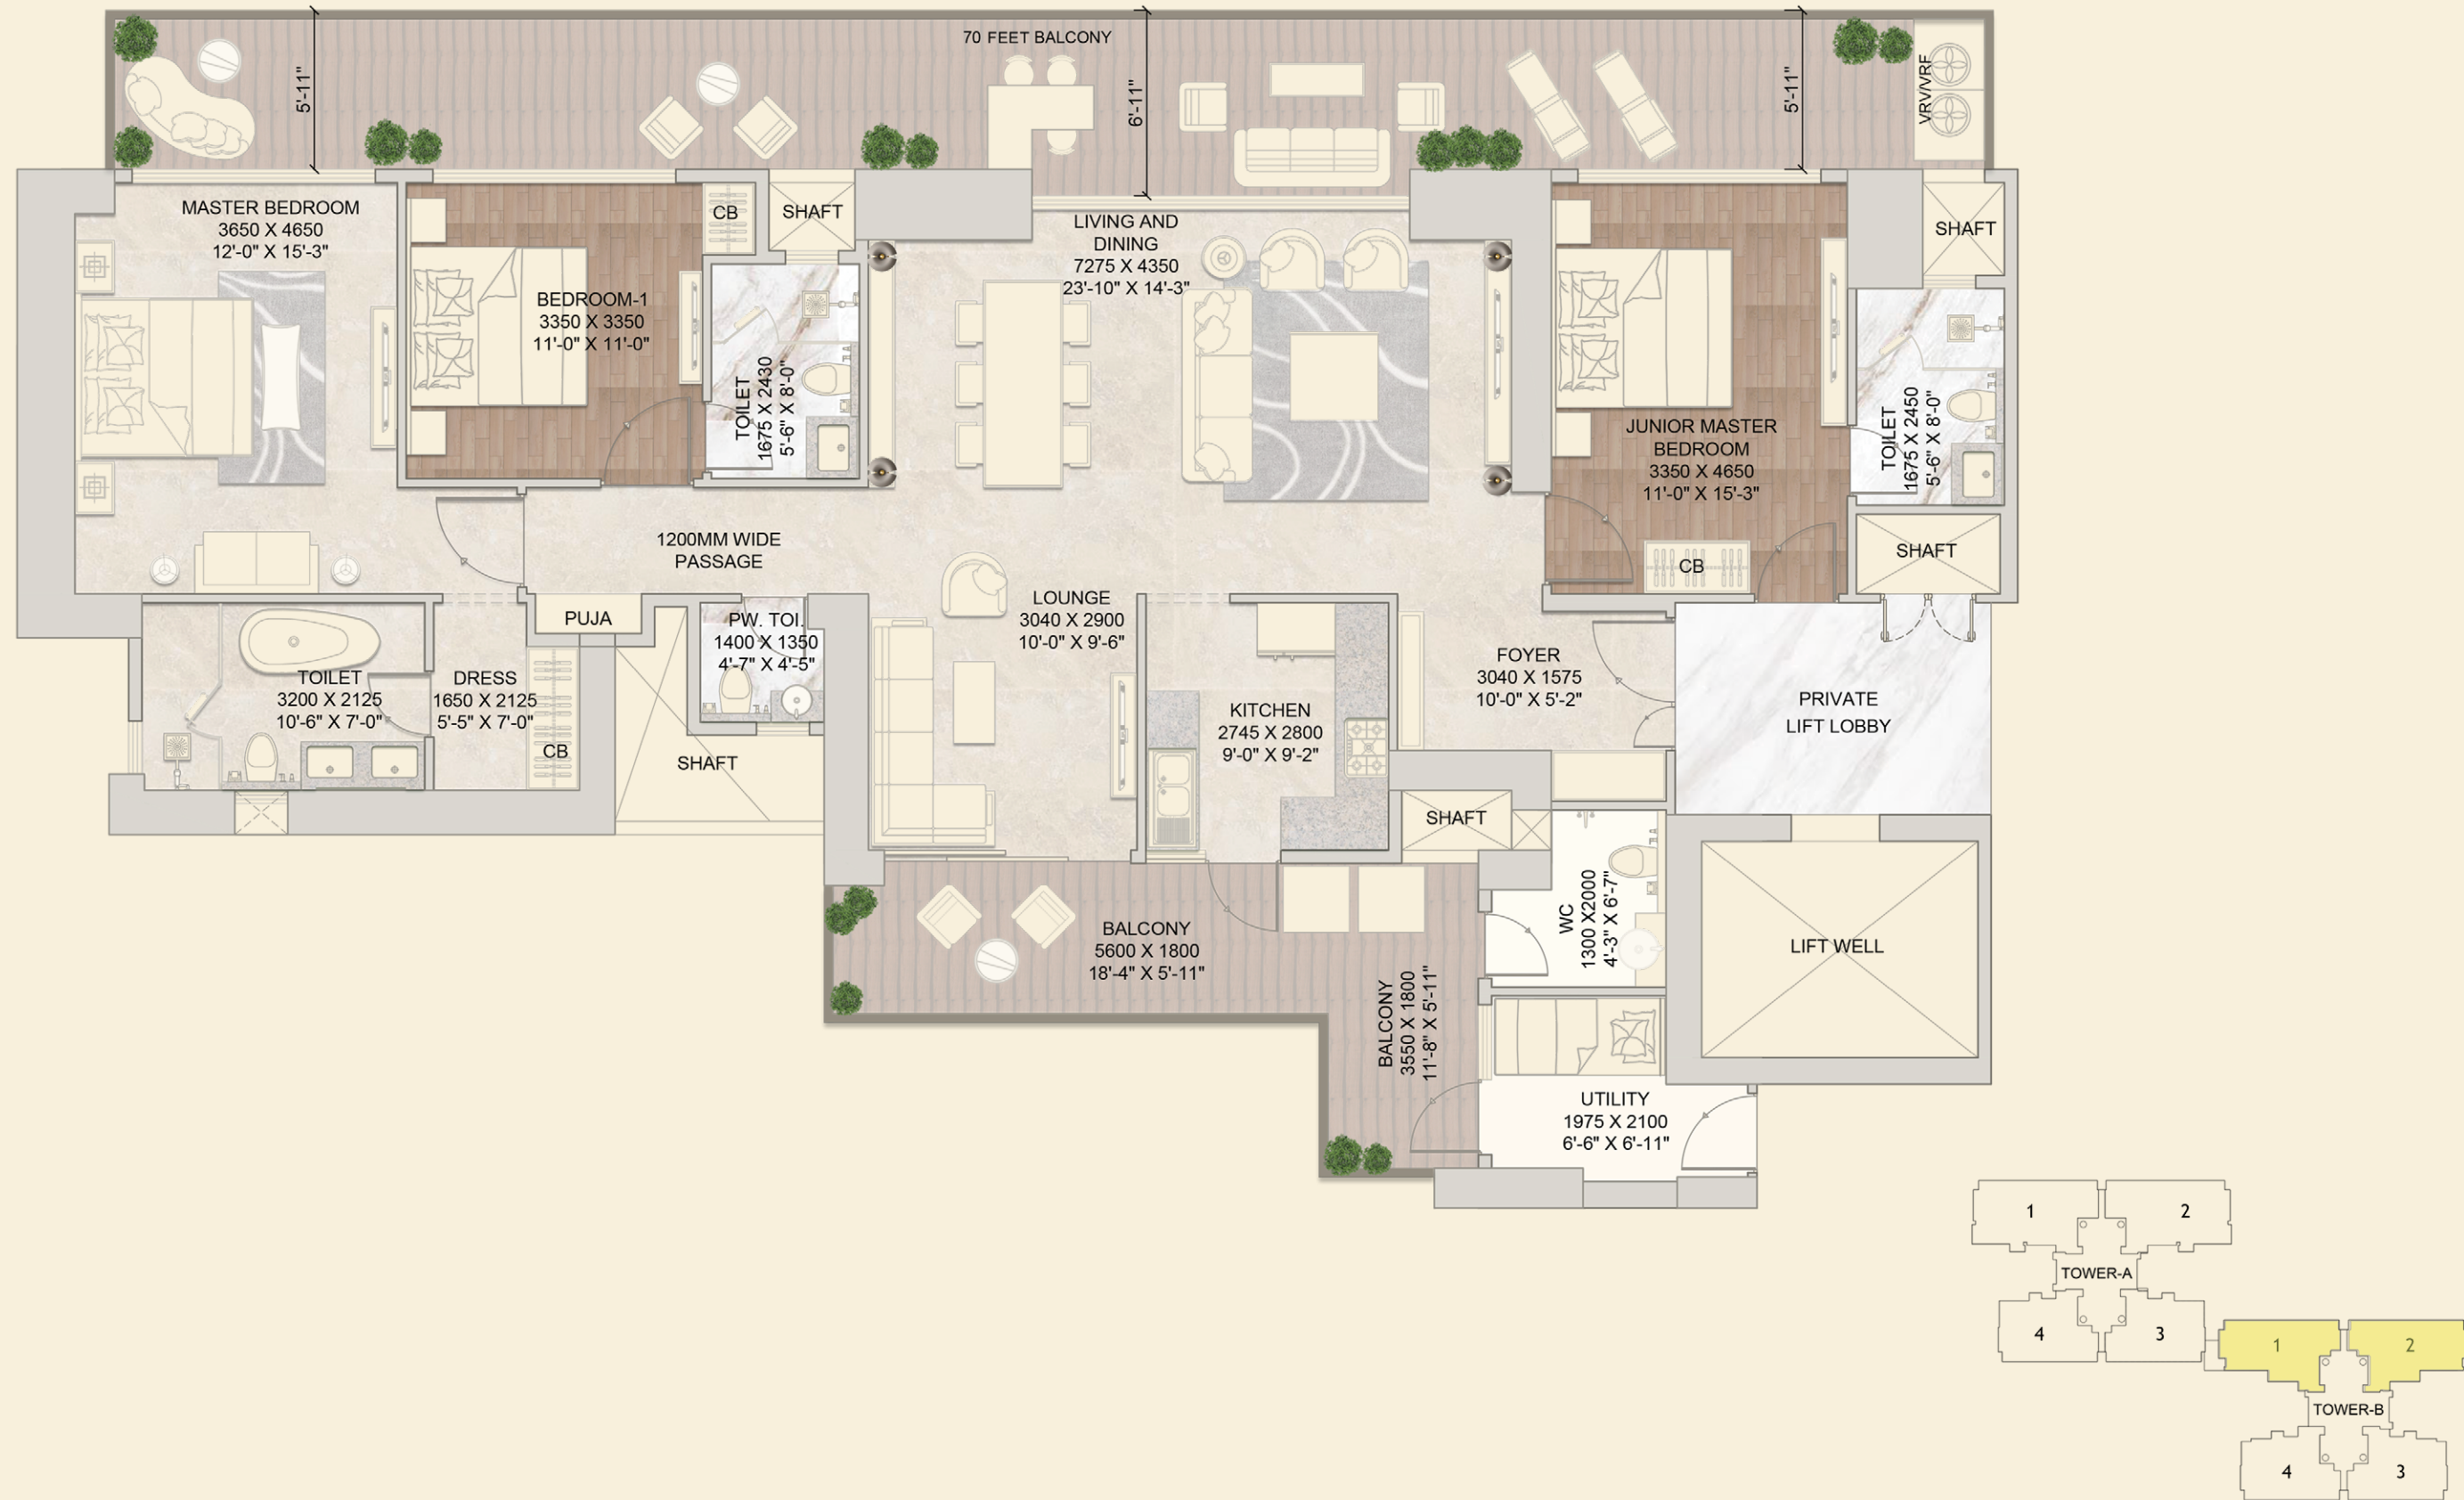 70 FEET BALCONY
5'-11"
6'-11"
5'-11"
VRV/VRF
MASTER BEDROOM
3650 X 4650
12'-0" X 15'-3"
BEDROOM-1
3350 X 3350
11'-0" X 11'-0"
CB
SHAFT
TOILET
1675 X 2430
5'-6" X 8'-0"
LIVING AND
DINING
7275 X 4350
23'-10" X 14'-3"
JUNIOR MASTER
BEDROOM
3350 X 4650
11'-0" X 15'-3"
CB
SHAFT
TOILET
1675 X 2450
5'-6" X 8'-0"
SHAFT
1200MM WIDE
PASSAGE
PUJA
PW. TOI.
1400 X 1350
4'-7" X 4'-5"
LOUNGE
3040 X 2900
10'-0" X 9'-6"
TOILET
3200 X 2125
10'-6" X 7'-0"
DRESS
1650 X 2125
5'-5" X 7'-0"
CB
SHAFT
KITCHEN
2745 X 2800
9'-0" X 9'-2"
FOYER
3040 X 1575
10'-0" X 5'-2"
PRIVATE
LIFT LOBBY
SHAFT
WC
1300 X2000
4'-3" X 6'-7"
LIFT WELL
BALCONY
5600 X 1800
18'-4" X 5'-11"
BALCONY
3550 X 1800
11'-8" X 5'-11"
UTILITY
1975 X 2100
6'-6" X 6'-11"
1
2
TOWER-A
4
3
1
2
TOWER-B
4
3